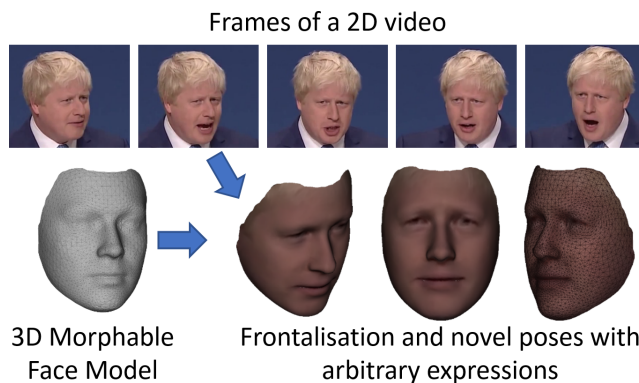 Frames of a 2D video
3D Morphable
Face Model
Frontalisation and novel poses with
arbitrary expressions